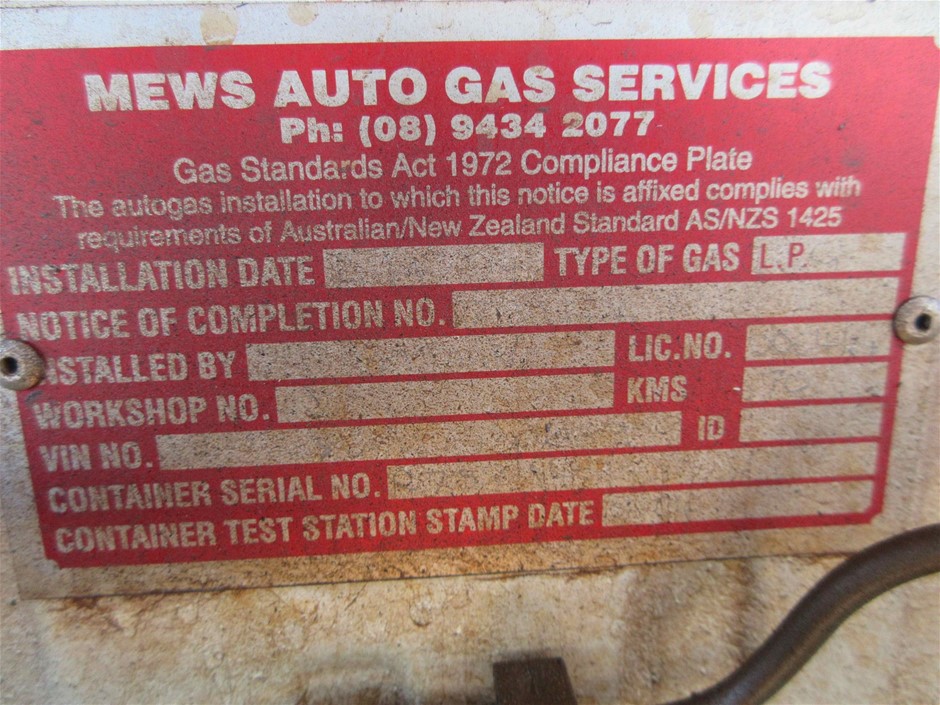 MEWS AUTO GAS SERVICES
Ph: (08) 9434 2077
Gas Standards Act 1972 Compliance Plate
The autogas installation to which this notice is affixed complies with
requirements of Australian/New Zealand Standard AS/NZS 1425
INSTALLATION DATE TYPE OF GAS L.P.
NOTICE OF COMPLETION NO.
INSTALLED BY LIC.NO.
WORKSHOP NO. KMS
VIN NO. ID
CONTAINER SERIAL NO.
CONTAINER TEST STATION STAMP DATE